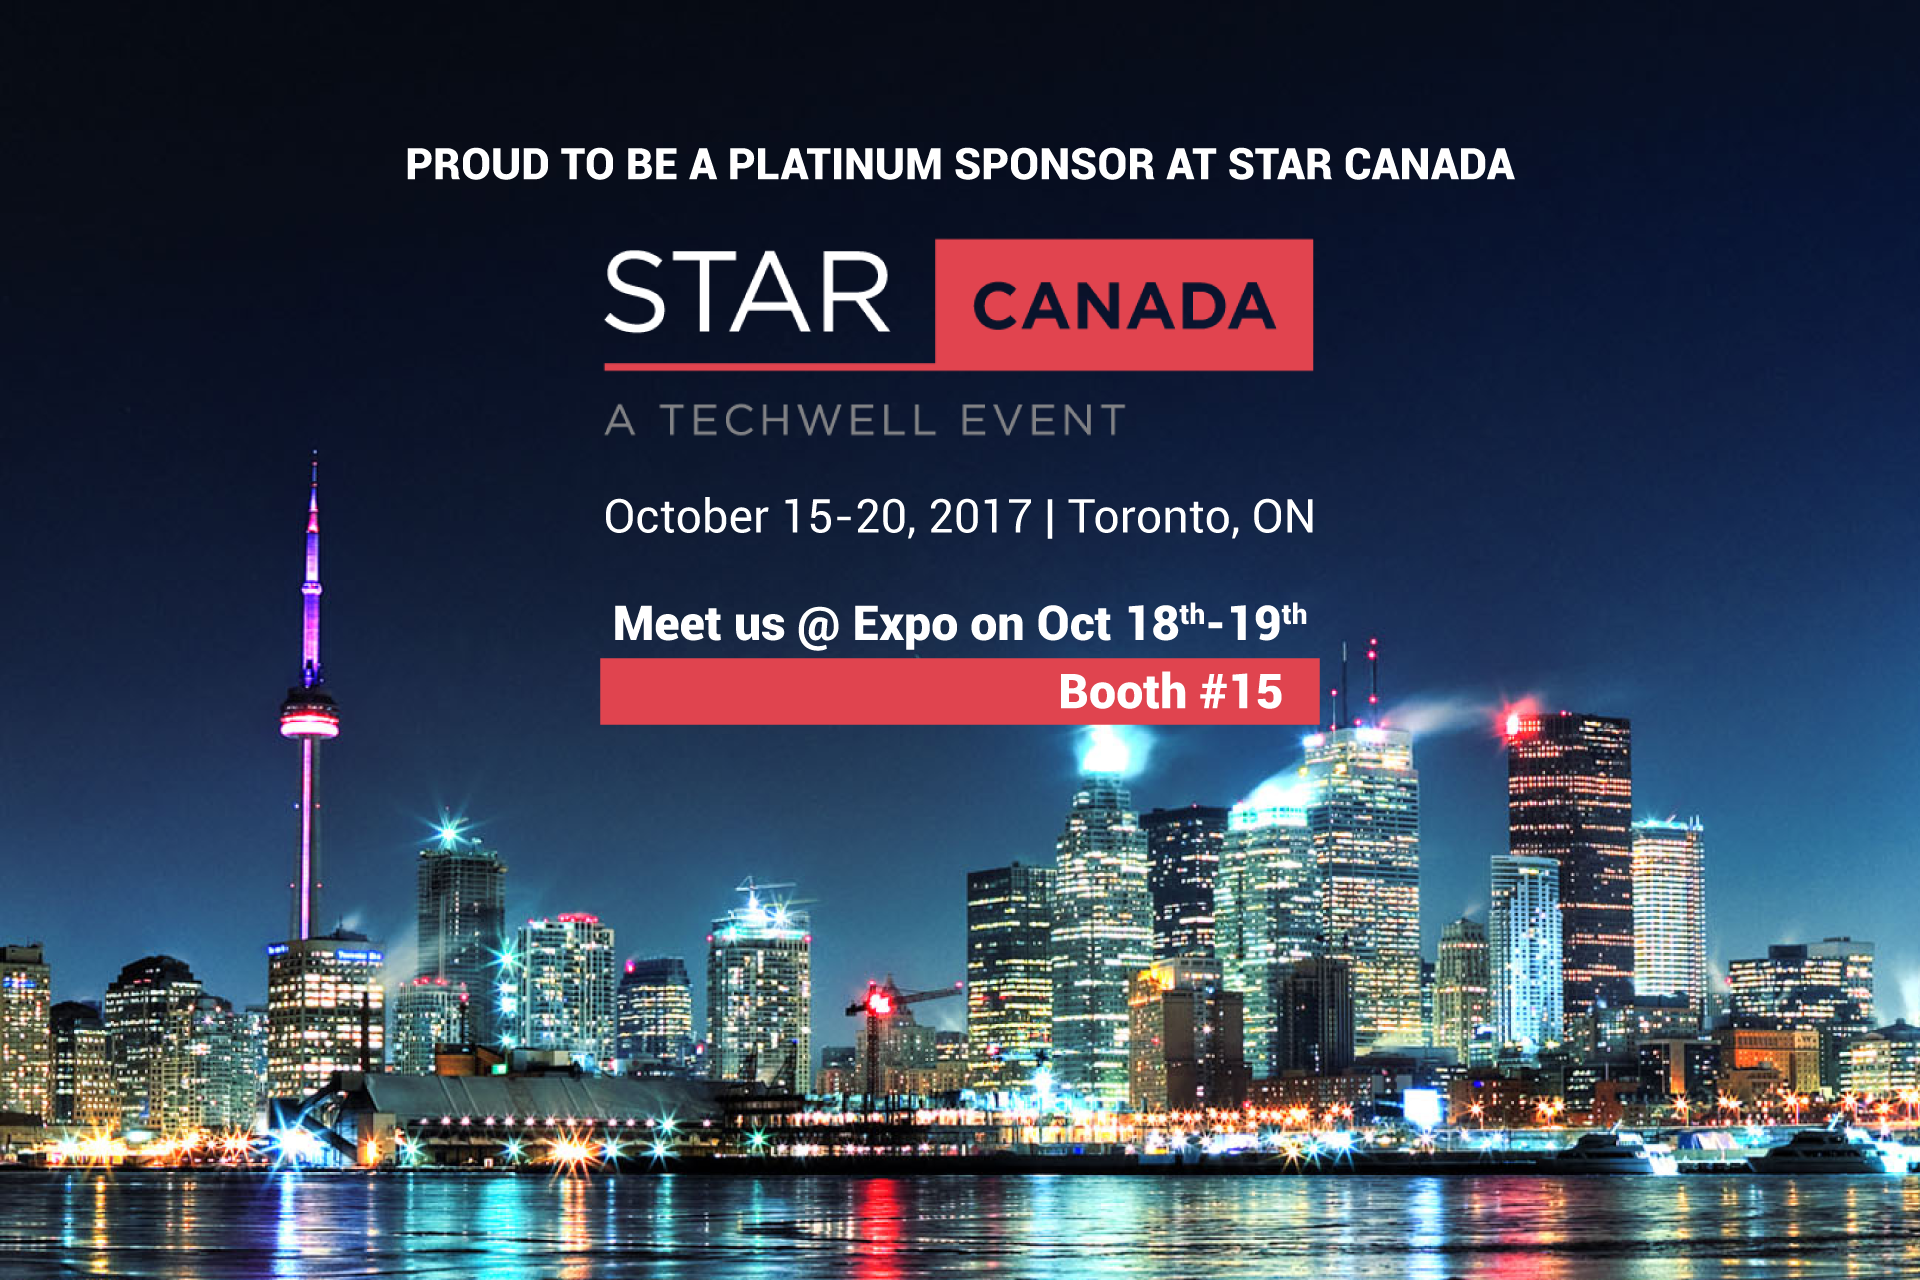 PROUD TO BE A PLATINUM SPONSOR AT STAR CANADA
STAR CANADA
A TECHWELL EVENT
October 15-20, 2017 | Toronto, ON
Meet us @ Expo on Oct 18th-19th
Booth #15